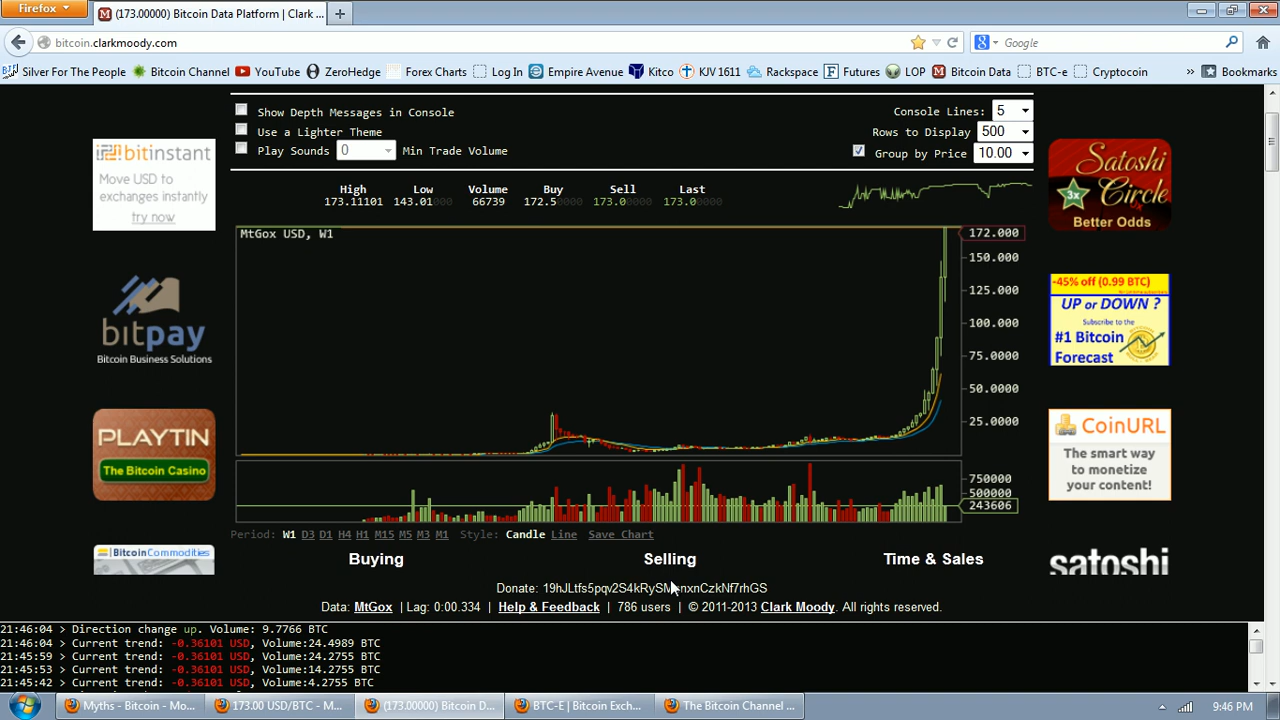 Firefox
(173.00000) Bitcoin Data Platform | Clark ...
bitcoin.clarkmoody.com
Google
Silver For The People
Bitcoin Channel
YouTube
ZeroHedge
Forex Charts
Log In
Empire Avenue
Kitco
KJV 1611
Rackspace
Futures
LOP
Bitcoin Data
BTC-e
Cryptocoin
»
Bookmarks
Show Depth Messages in Console
Console Lines: 5
Use a Lighter Theme
Rows to Display 500
Play Sounds 0 Min Trade Volume
Group by Price 10.00
High Low Volume Buy Sell Last
173.11101 143.01000 66739 172.50000 173.00000 173.00000
MtGox USD, W1
172.000
150.000
125.000
100.000
75.0000
50.0000
25.0000
750000
500000
243606
Period: W1 D3 D1 H4 H1 M15 M5 M3 M1 Style: Candle Line Save Chart
Buying Selling Time & Sales
Donate:
Data: MtGox | Lag: 0:00.334 | Help & Feedback | 786 users | © 2011-2013 Clark Moody. All rights reserved.
bitinstant
Move USD to
exchanges instantly
try now
bitpay
Bitcoin Business Solutions
PLAYTIN
The Bitcoin Casino
BitcoinCommodities
Satoshi
Circle
3x
Better Odds
-45% off (0.99 BTC)
UP or DOWN ?
Subscribe to the
#1 Bitcoin
Forecast
CoinURL
The smart way
to monetize
your content!
satoshi
21:46:04 > Direction change up. Volume: 9.7766 BTC
21:46:04 > Current trend: -0.36101 USD, Volume:24.4989 BTC
21:45:59 > Current trend: -0.36101 USD, Volume:24.2755 BTC
21:45:53 > Current trend: -0.36101 USD, Volume:14.2755 BTC
21:45:42 > Current trend: -0.36101 USD, Volume:4.2755 BTC
Myths - Bitcoin - Mo...
173.00 USD/BTC - M...
(173.00000) Bitcoin D...
BTC-E | Bitcoin Exch...
The Bitcoin Channel ...
9:46 PM